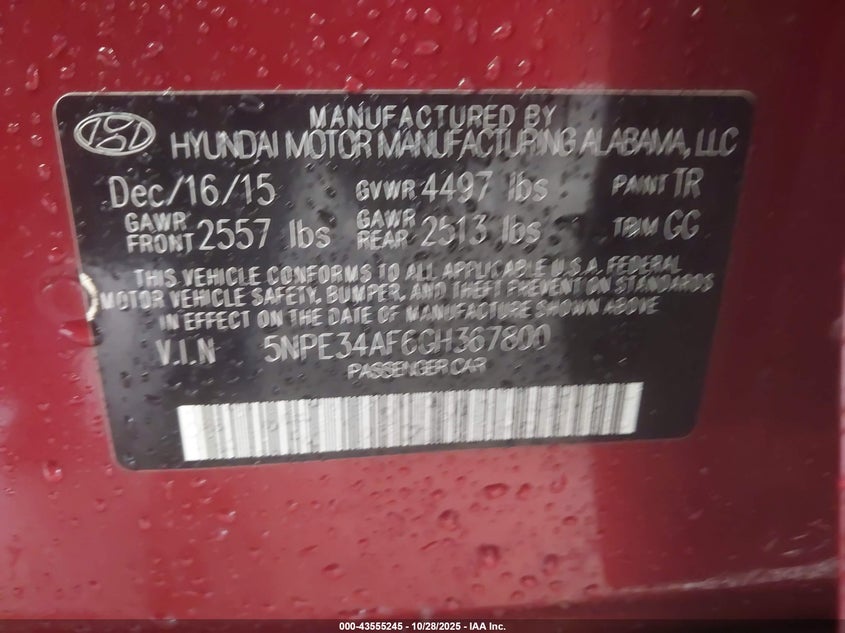 MANUFACTURED BY
HYUNDAI MOTOR MANUFACTURING ALABAMA, LLC
Dec/16/15 GVWR 4497 lbs PAINT TR
GAWR FRONT 2557 lbs GAWR REAR 2513 lbs TRIM GG
THIS VEHICLE CONFORMS TO ALL APPLICABLE U.S.A. FEDERAL
MOTOR VEHICLE SAFETY, BUMPER, AND THEFT PREVENTION STANDARDS
IN EFFECT ON THE DATE OF MANUFACTURE SHOWN ABOVE
V.I.N 5NPE34AF6GH367800
PASSENGER CAR
000-43555245 | 10/28/2025 - IAA Inc.